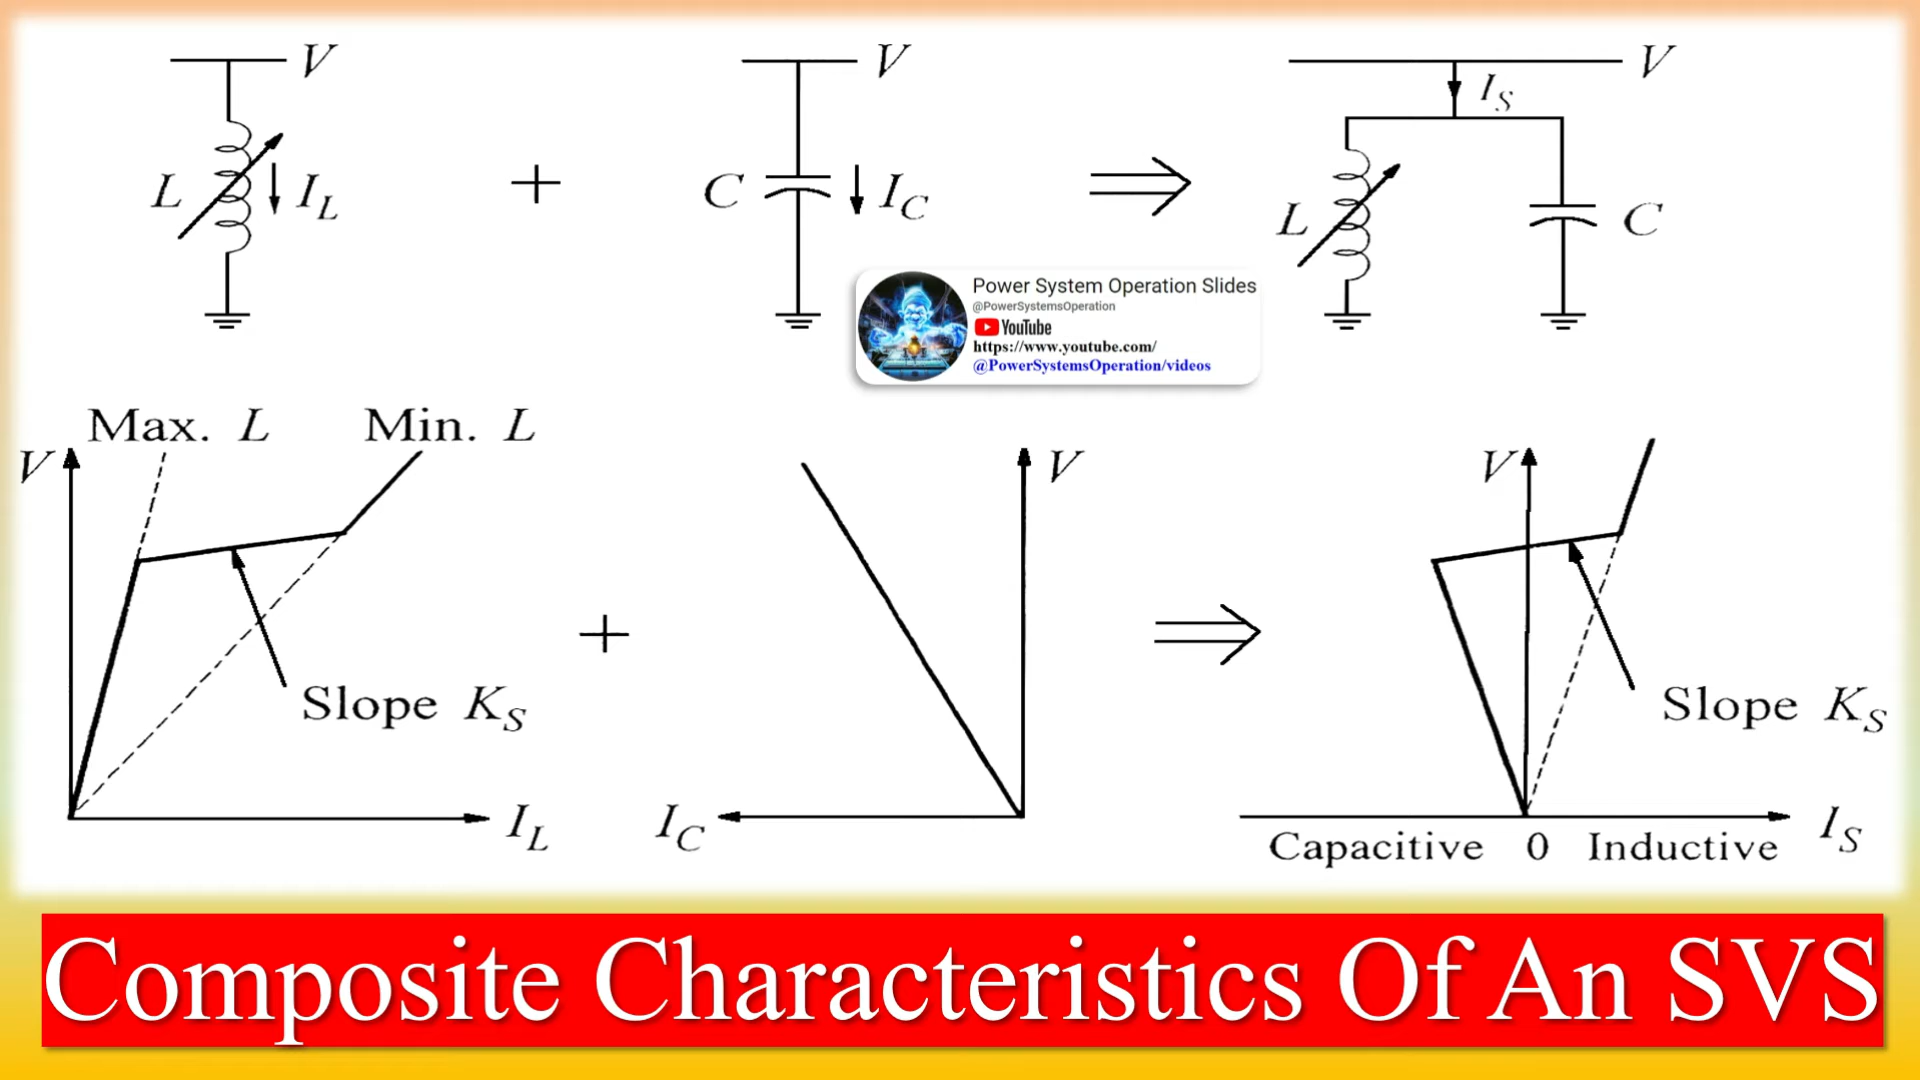 V
V
V
I_S
L
I_L
+
C
I_C
L
C
Power System Operation Slides
@PowerSystemsOperation
YouTube
https://www.youtube.com/
@PowerSystemsOperation/videos
Max. L
Min. L
V
V
V
+
Slope K_S
Slope K_S
I_L
I_C
I_S
Capacitive 0 Inductive
Composite Characteristics Of An SVS